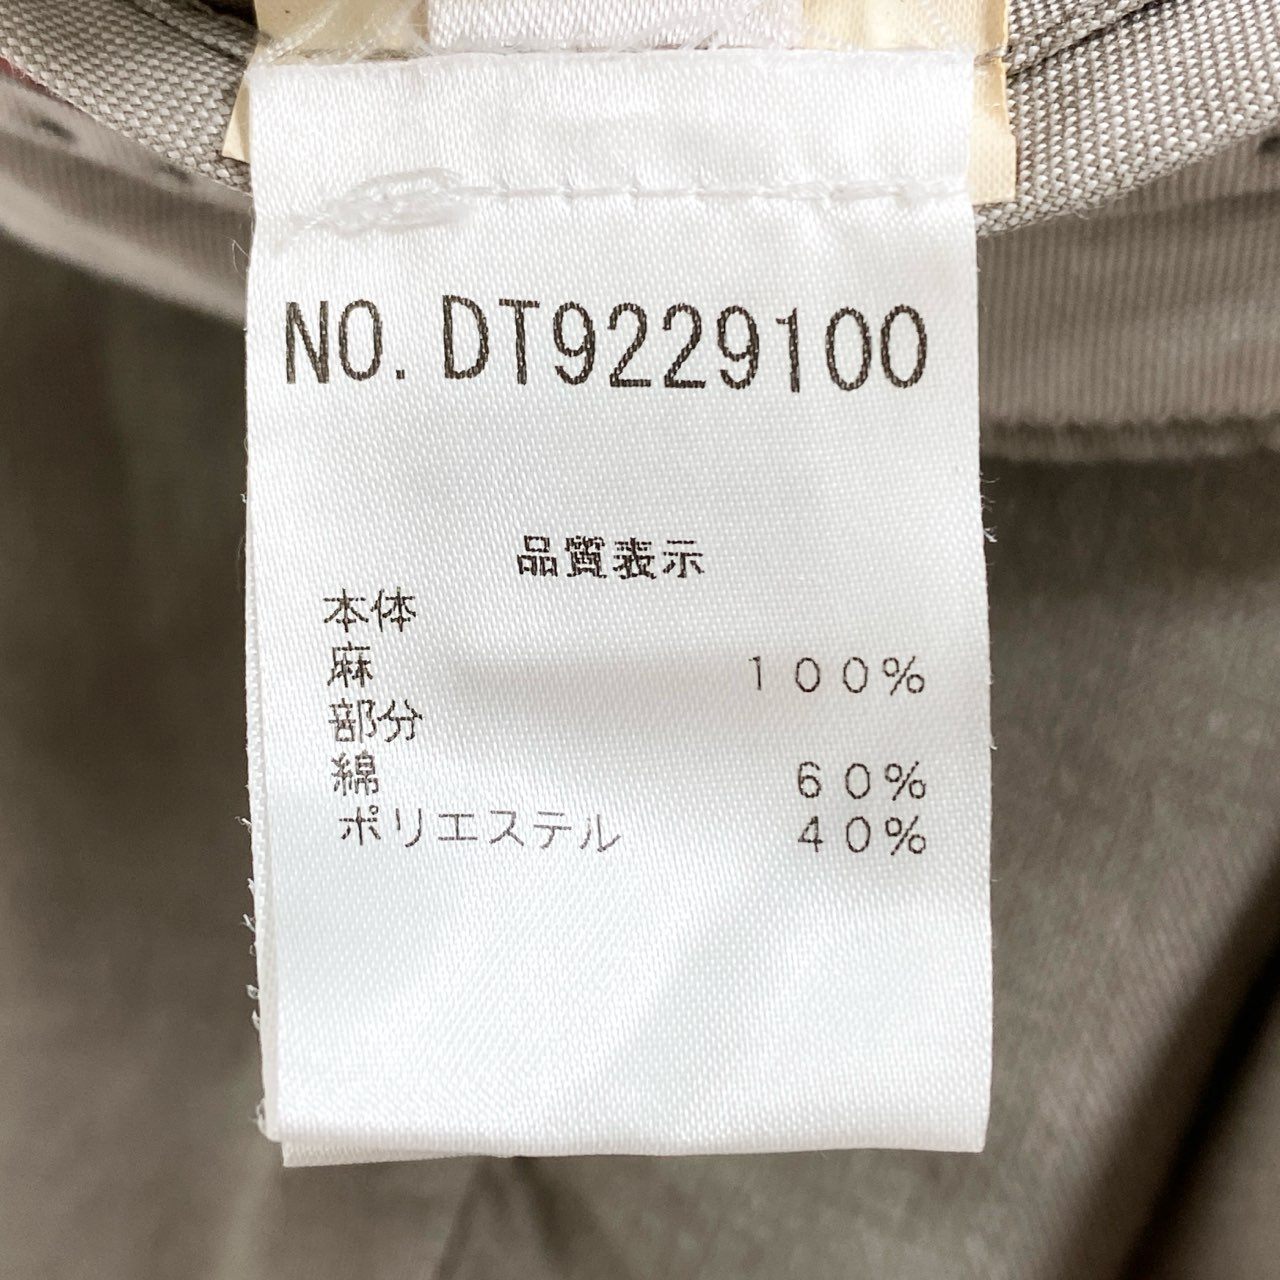 NO. DT9229100
品質表示
本体
麻 100%
部分
綿 60%
ポリエステル 40%